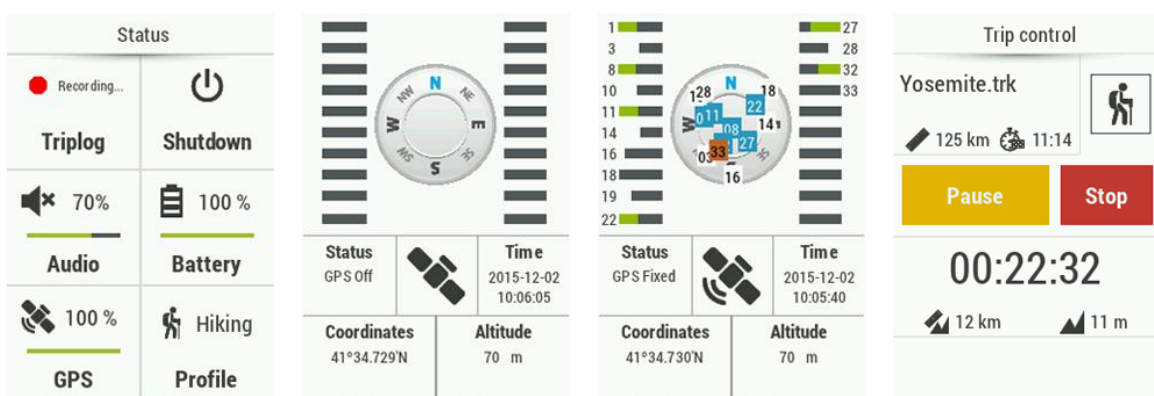 Status
Recording...
Triplog
Shutdown
70%
100 %
Audio
Battery
100 %
Hiking
GPS
Profile
N
NW
NE
W
E
SW
SE
S
Status
GPS Off
Time
2015-12-02
10:06:05
Coordinates
41°34.729'N
Altitude
70 m
1
3
8
10
11
14
16
18
19
22
27
28
32
33
N
28
18
22
11
14
08
27
33
03
16
W
SE
Status
GPS Fixed
Time
2015-12-02
10:05:40
Coordinates
41°34.730'N
Altitude
70 m
Trip control
Yosemite.trk
125 km
11:14
Pause
Stop
00:22:32
12 km
11 m